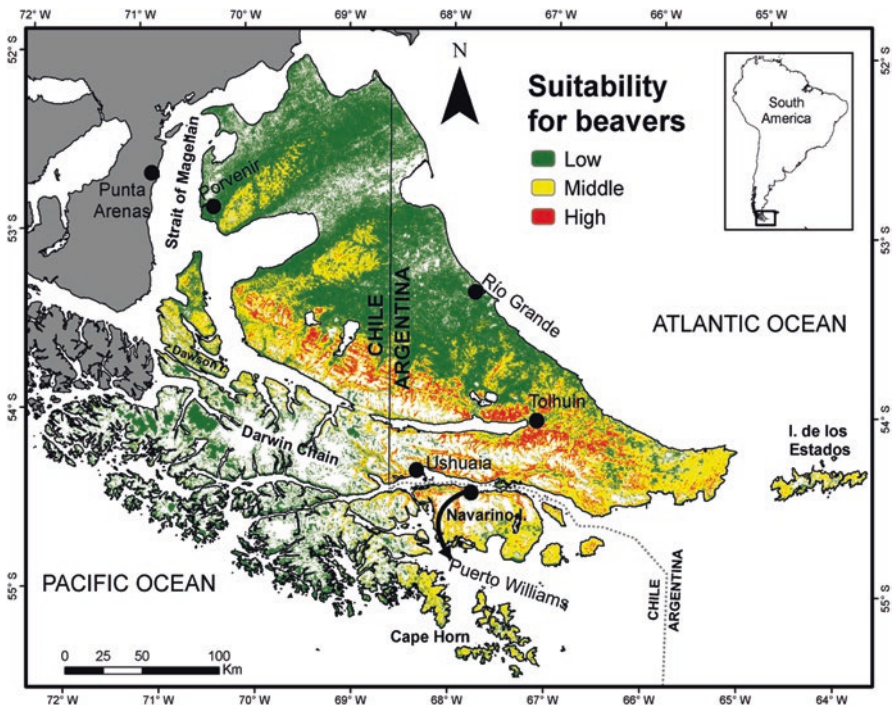 72°W 71°W 70°W 69°W 68°W 67°W 66°W 65°W 64°W
52°S
52°S
N
Suitability
for beavers
Low
Middle
High
South
America
Punta
Arenas
Strait of Magellan
Porvenir
53°S
53°S
CHILE
ARGENTINA
Río Grande
ATLANTIC OCEAN
Dawson I.
Tolhuin
54°S
54°S
Darwin Chain
Ushuaia
I. de los
Estados
Navarino I.
Puerto Williams
PACIFIC OCEAN
55°S
55°S
CHILE
ARGENTINA
Cape Horn
0 25 50 100
Km
72°W 71°W 70°W 69°W 68°W 67°W 66°W 65°W 64°W